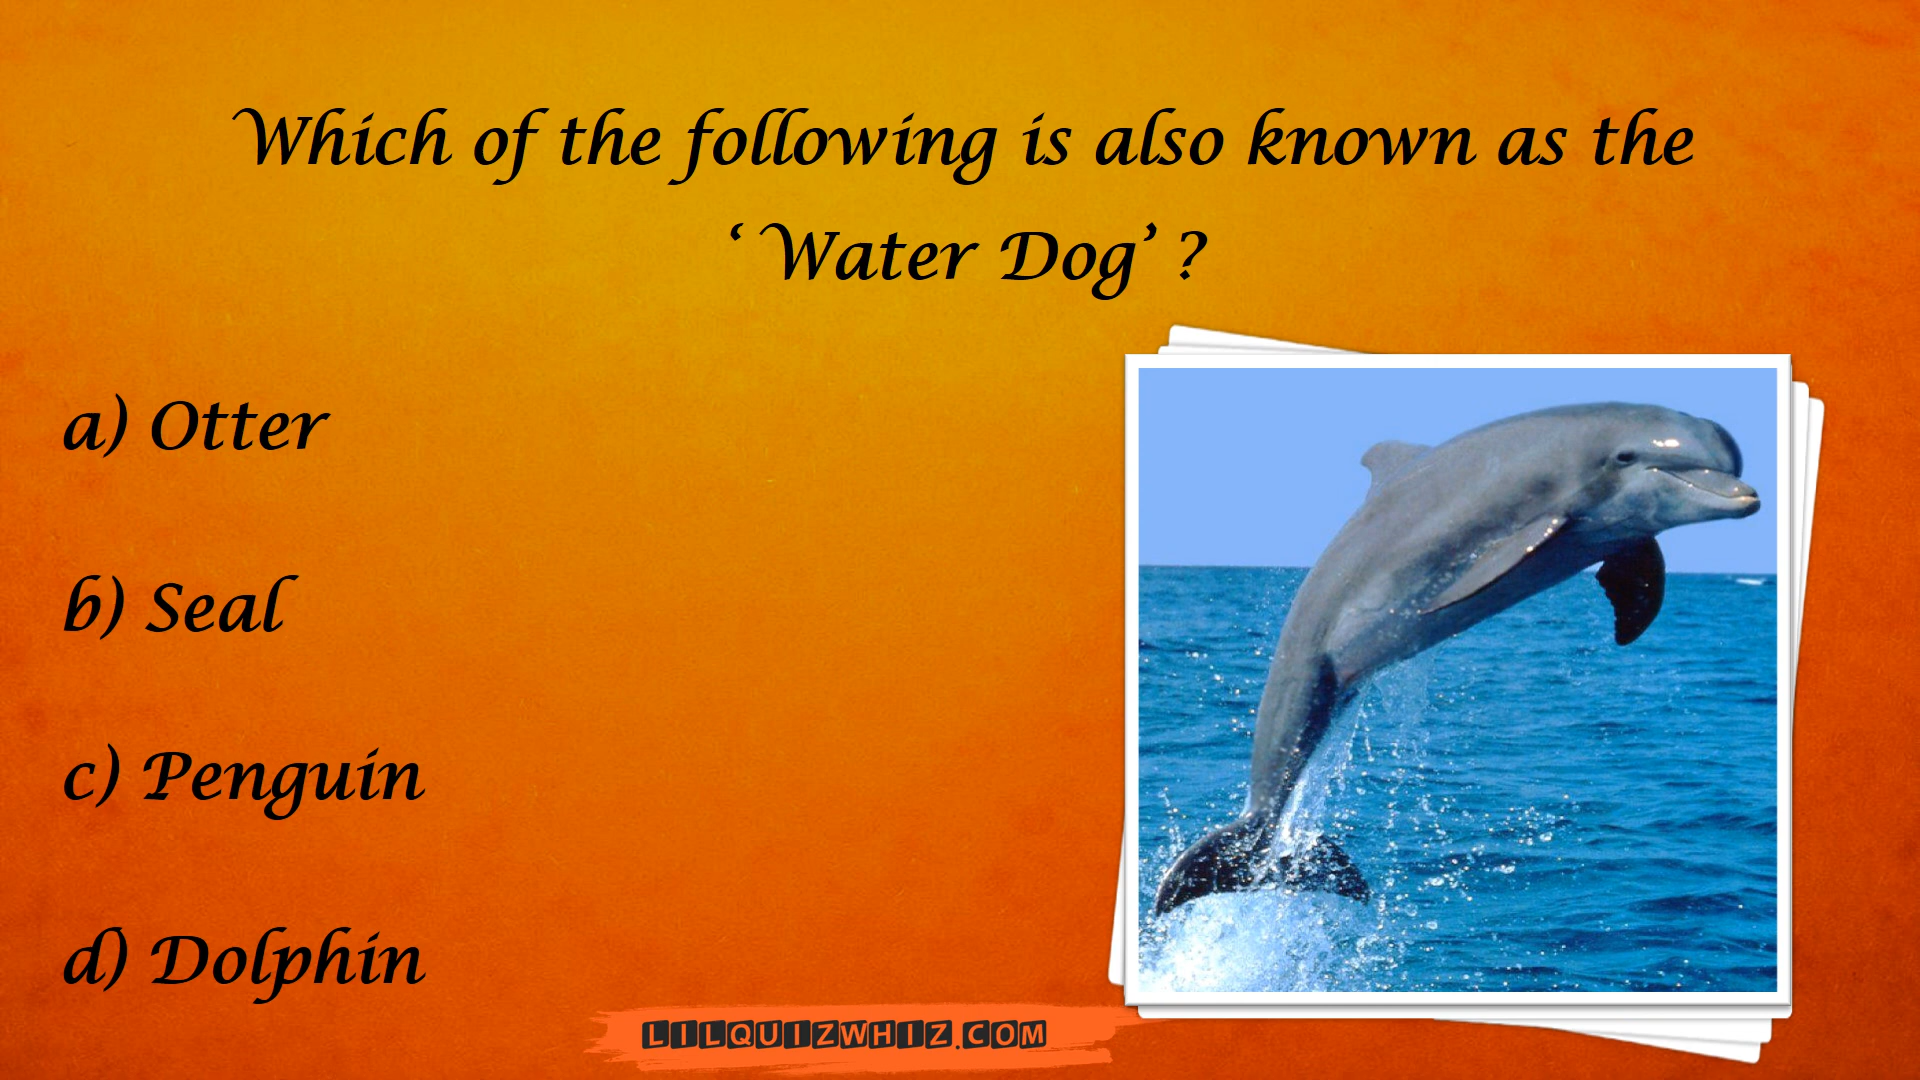 Which of the following is also known as the
‘ Water Dog’ ?
a) Otter
b) Seal
c) Penguin
d) Dolphin
LILQUIZWHIZ.COM